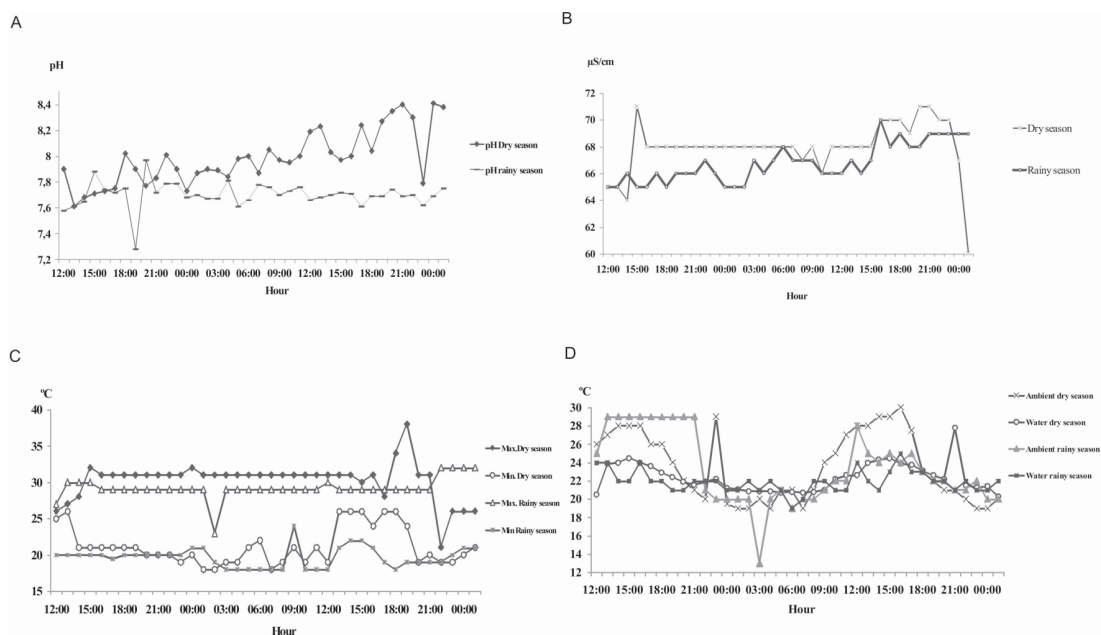 A
pH
8,4
8,2
8
7,8
7,6
7,4
7,2
12:00 15:00 18:00 21:00 00:00 03:00 06:00 09:00 12:00 15:00 18:00 21:00 00:00
Hour
pH Dry season
pH rainy season
B
µS/cm
72
70
68
66
64
62
60
12:00 15:00 18:00 21:00 00:00 03:00 06:00 09:00 12:00 15:00 18:00 21:00 00:00
Hour
Dry season
Rainy season
C
ºC
40
35
30
25
20
15
12:00 15:00 18:00 21:00 00:00 03:00 06:00 09:00 12:00 15:00 18:00 21:00 00:00
Hour
Max.Dry season
Min. Dry season
Max. Rainy season
Min Rainy season
D
ºC
30
28
26
24
22
20
18
16
14
12
12:00 15:00 18:00 21:00 00:00 03:00 06:00 09:00 12:00 15:00 18:00 21:00 00:00
Hour
Ambient dry season
Water dry season
Ambient rainy season
Water rainy season